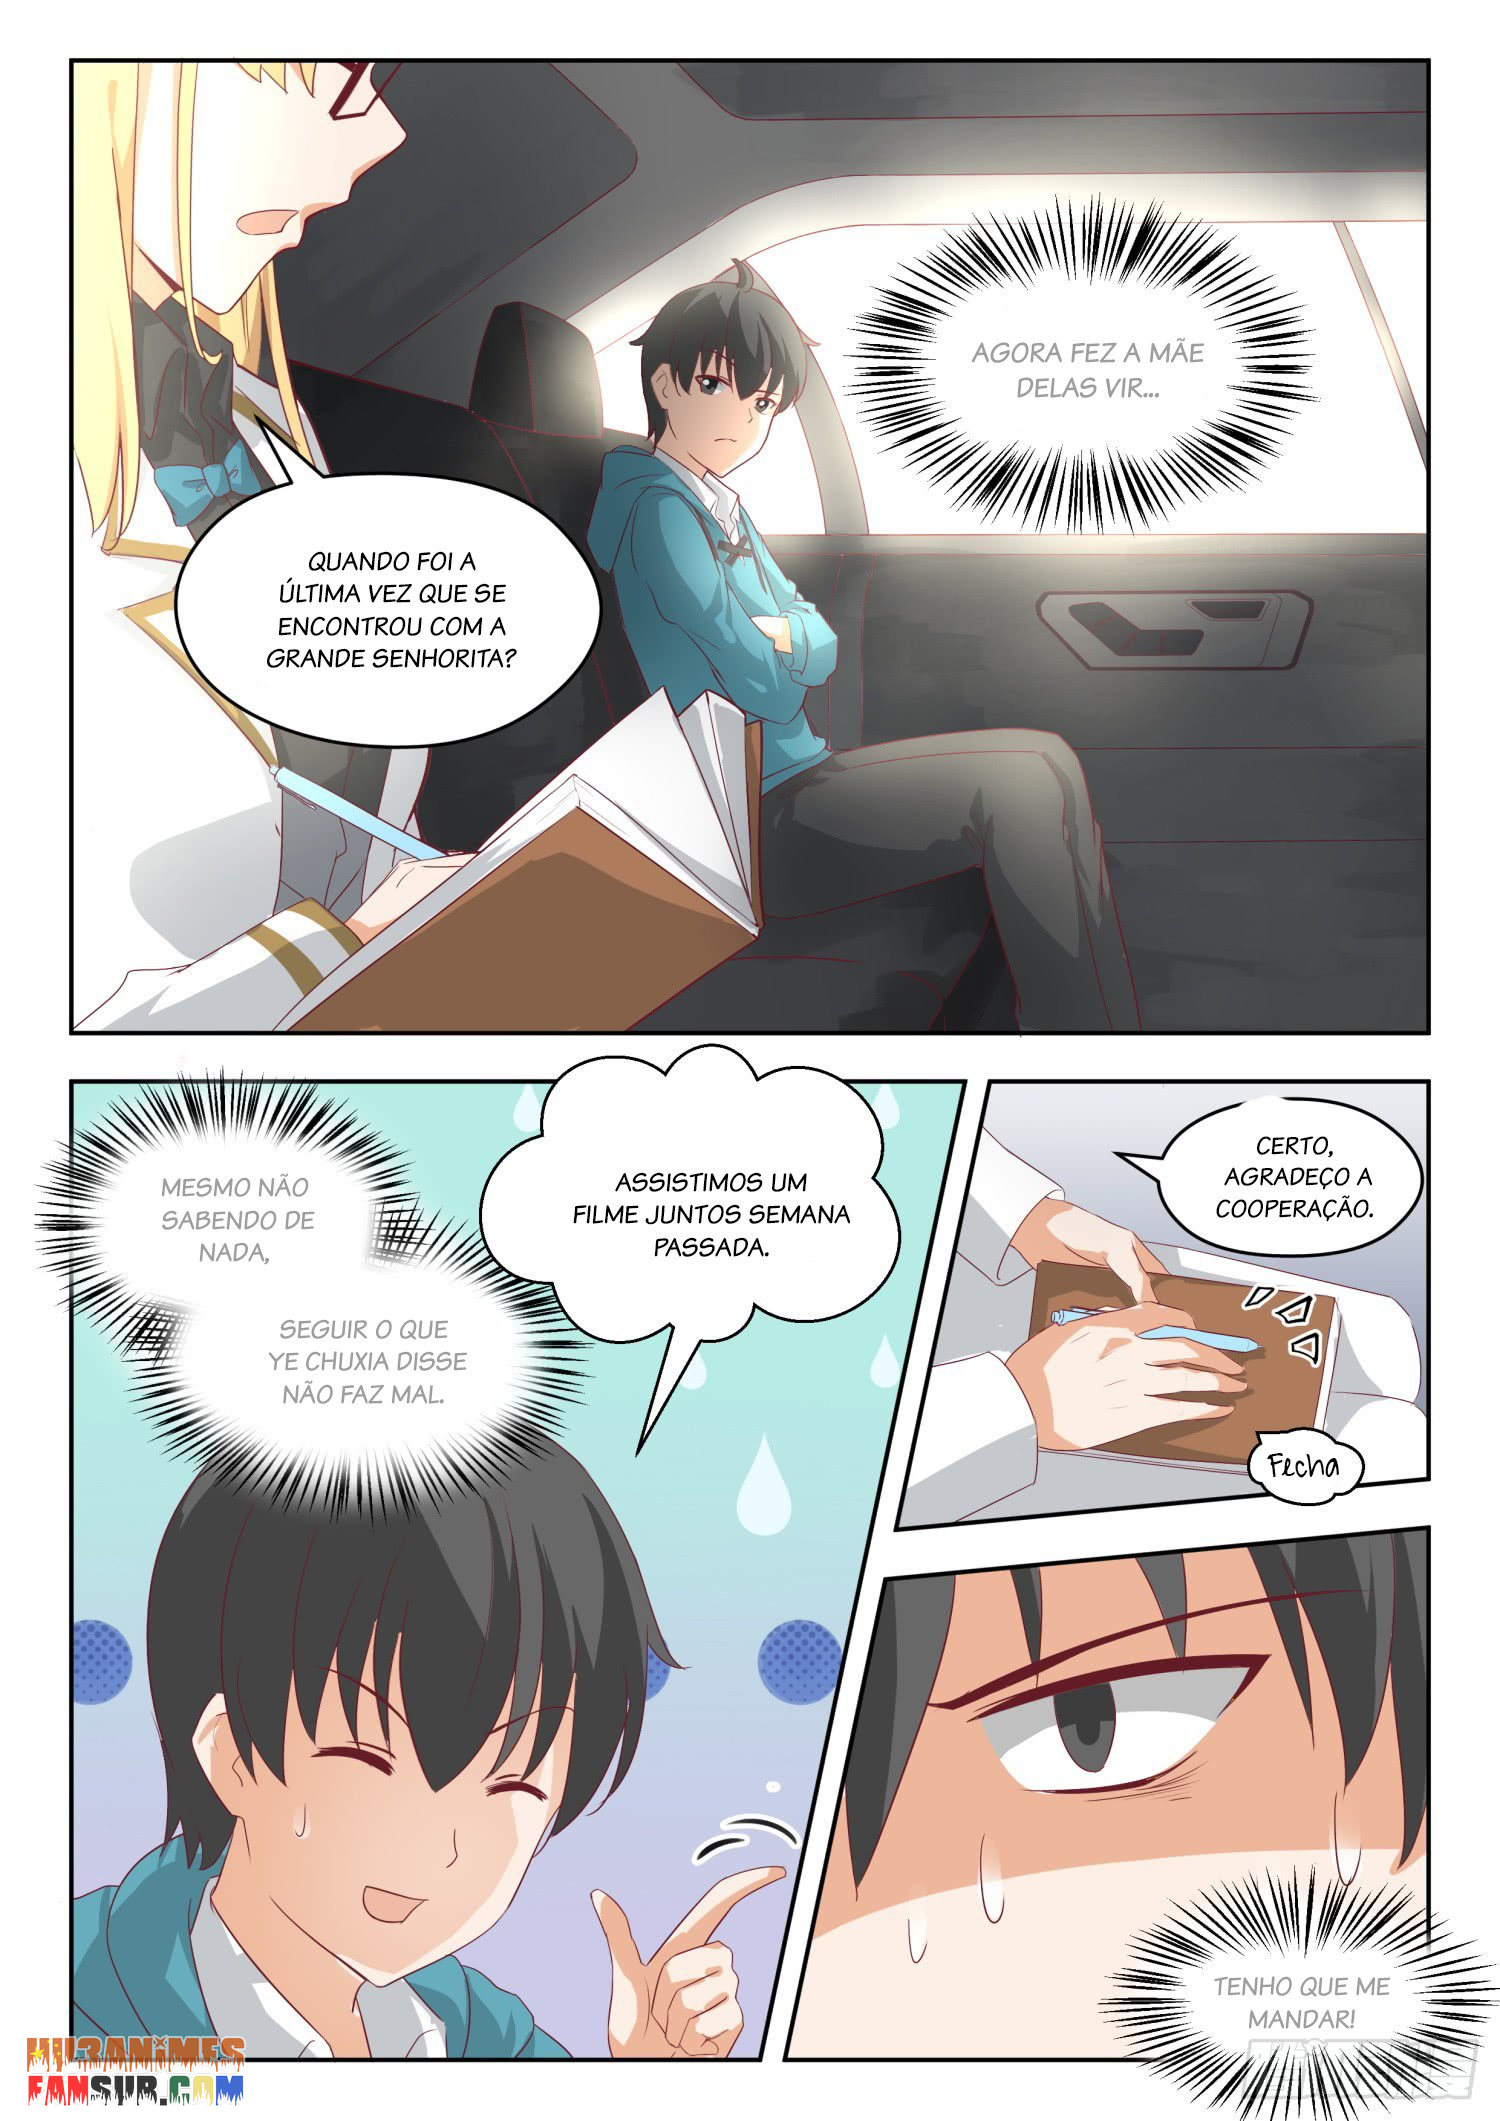 AGORA FEZ A MÃE
DELAS VIR...
QUANDO FOI A
ÚLTIMA VEZ QUE SE
ENCONTROU COM A
GRANDE SENHORITA?
MESMO NÃO
SABENDO DE
NADA,
SEGUIR O QUE
YE CHUXIA DISSE
NÃO FAZ MAL.
ASSISTIMOS UM
FILME JUNTOS SEMANA
PASSADA.
CERTO,
AGRADEÇO A
COOPERAÇÃO.
Fecha
TENHO QUE ME
MANDAR!
HU3ANIMES
FANSUB.COM